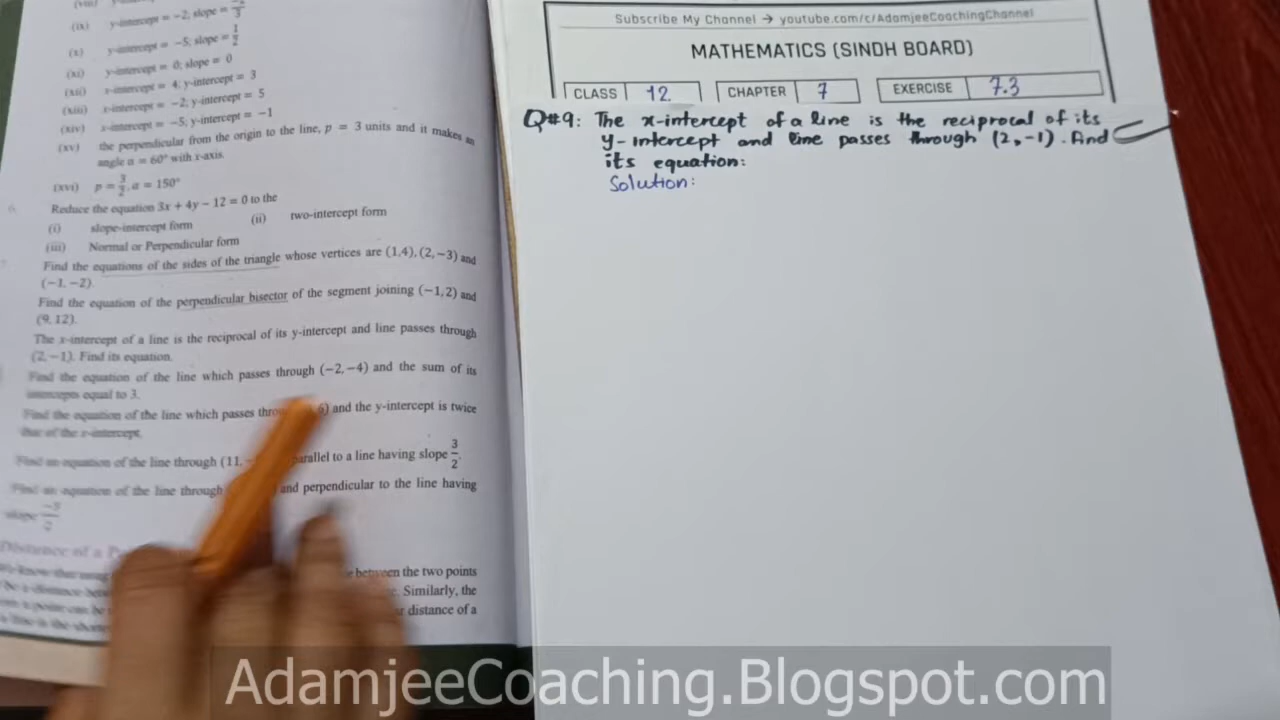 (ix) y-intercept = −2; slope =
(x) y-intercept = −5; slope = 1/2
(xi) y-intercept = 0; slope = 0
(xii) x-intercept = 4; y-intercept = 3
(xiii) x-intercept = −2; y-intercept = 5
(xiv) x-intercept = −5; y-intercept = −1
(xv) the perpendicular from the origin to the line, p = 3 units and it makes an
angle α = 60° with x-axis.
(xvi) p = 3/2, α = 150°
Reduce the equation 3x + 4y − 12 = 0 to the
(i) slope-intercept form (ii) two-intercept form
(iii) Normal or Perpendicular form
Find the equations of the sides of the triangle whose vertices are (1,4), (2, −3) and
(−1, −2).
Find the equation of the perpendicular bisector of the segment joining (−1, 2) and
(9, 12).
The x-intercept of a line is the reciprocal of its y-intercept and line passes through
(2, −1). Find its equation.
Find the equation of the line which passes through (−2, −4) and the sum of its
intercepts equal to 3.
Find the equation of the line which passes 6) and the y-intercept is twice
that of the x-intercept.
Find an equation of the line through (11, parallel to a line having slope 3/2.
Find an equation of the line through and perpendicular to the line having
slope
Distance of a
between the two points
Similarly, the
distance of a
Subscribe My Channel → youtube.com/c/AdamjeeCoachingChannel
MATHEMATICS (SINDH BOARD)
CLASS 12 CHAPTER 7 EXERCISE 7.3
Q#9: The x-intercept of a line is the reciprocal of its
y-intercept and line passes through (2,-1). Find
its equation:
Solution:
AdamjeeCoaching.Blogspot.com